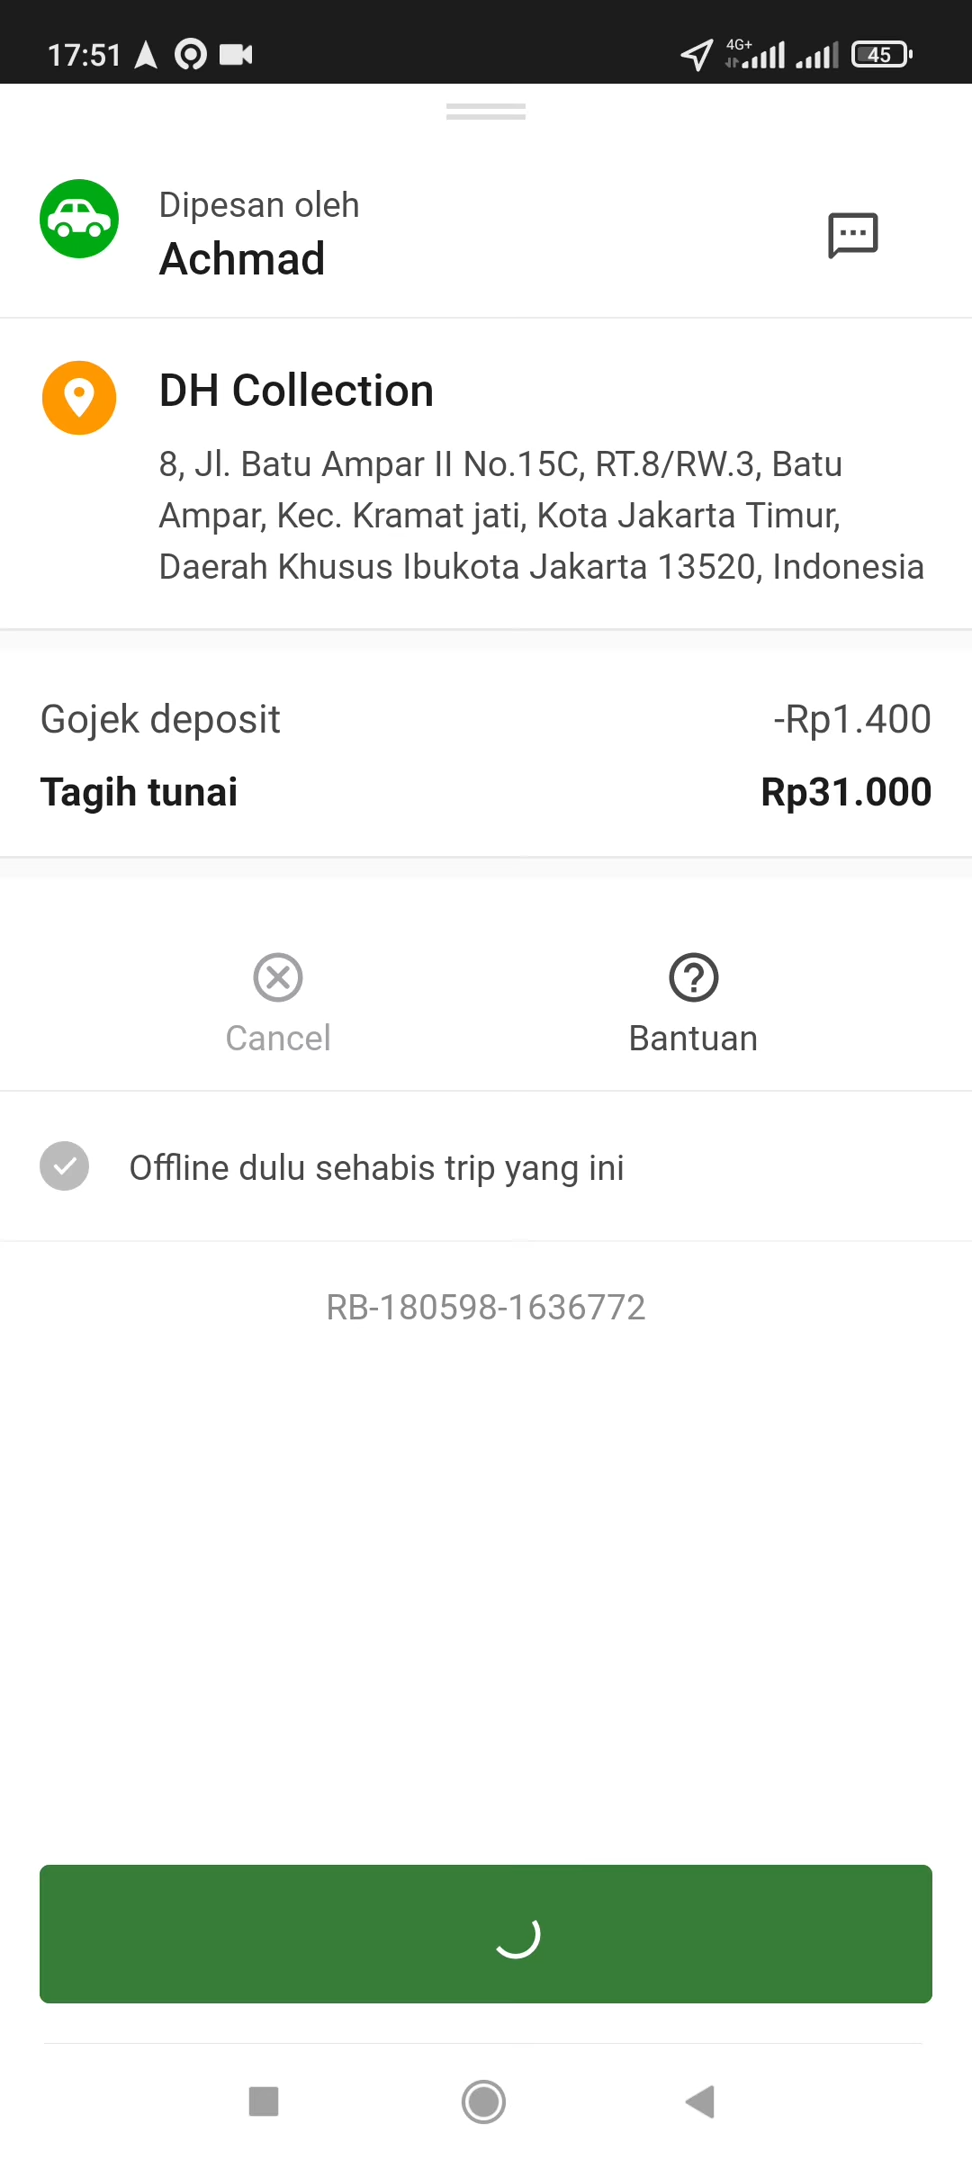 17:51
4G+
45
Dipesan oleh
Achmad
DH Collection
8, Jl. Batu Ampar II No.15C, RT.8/RW.3, Batu
Ampar, Kec. Kramat jati, Kota Jakarta Timur,
Daerah Khusus Ibukota Jakarta 13520, Indonesia
Gojek deposit -Rp1.400
Tagih tunai Rp31.000
Cancel Bantuan
Offline dulu sehabis trip yang ini
RB-180598-1636772